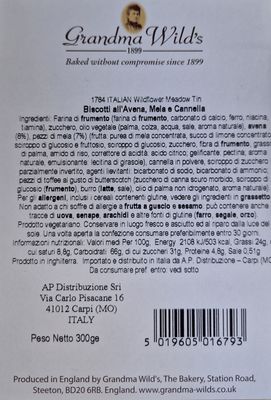 Grandma Wild's
1899
Baked without compromise since 1899
1784 ITALIAN Wildflower Meadow Tin
Biscotti all'Avena, Mela e Cannella
Ingredienti: Farina di frumento (farina di frumento, carbonato di calcio, ferro, niacina,
tiamina), zucchero, olio vegetale (palma, colza, acqua, sale, aroma naturale), avena
(8%), pezzi di mela (7%) (frutta: purea di mela concentrata, succo di limone concentrato
sciroppo di glucosio e fruttosio, sciroppo di glucosio, zucchero, fibra di frumento, grass
di palma, amido di riso, correttore di acidità: acido citrico, gelificante: pectina, aroma
naturale, emulsionante: lecitina di girasole), cannella in polvere, sciroppo di zucchero
parzialmente invertito, agenti lievitanti: bicarbonato di sodio, bicarbonato di ammonio,
pezzi di toffee al gusto di butterscotch (zucchero di canna scuro morbido, sciroppo di
glucosio (frumento), burro (latte, sale), olio di palma non idrogenato, aroma naturale).
Per gli allergeni, inclusi i cereali contenenti glutine, vedere gli ingredienti in grassetto
Non adatto a chi soffre di allergie a frutta a guscio e sesamo, può contenere anche
tracce di uova, senape, arachidi e altre fonti di glutine (farro, segale, orzo).
Prodotto vegetariano. Conservare in luogo fresco e asciutto ed al riparo dalla luce del
sole. Una volta aperta la confezione consumare preferibilmente entro 30 giorni.
Informazioni nutrizionali: Valori medi Per 100g, Energy 2108 kJ/503 kcal, Grassi 24g,
cui saturi 8,8g, Carboidrati 66g, di cui zuccheri 31g, Proteine 4,8g, Sale 0,51g
Prodotto in Inghilterra. Importato e distribuito in Italia da A.P. Distribuzione – Carpi (MO)
Da consumare pref. entro: vedi sotto
AP Distribuzione Srl
Via Carlo Pisacane 16
41012 Carpi (MO)
ITALY
Peso Netto 300ge
5 019605 016793
Produced in England by Grandma Wild's, The Bakery, Station Road,
Steeton, BD20 6RB. England. www.grandma-wilds.co.uk